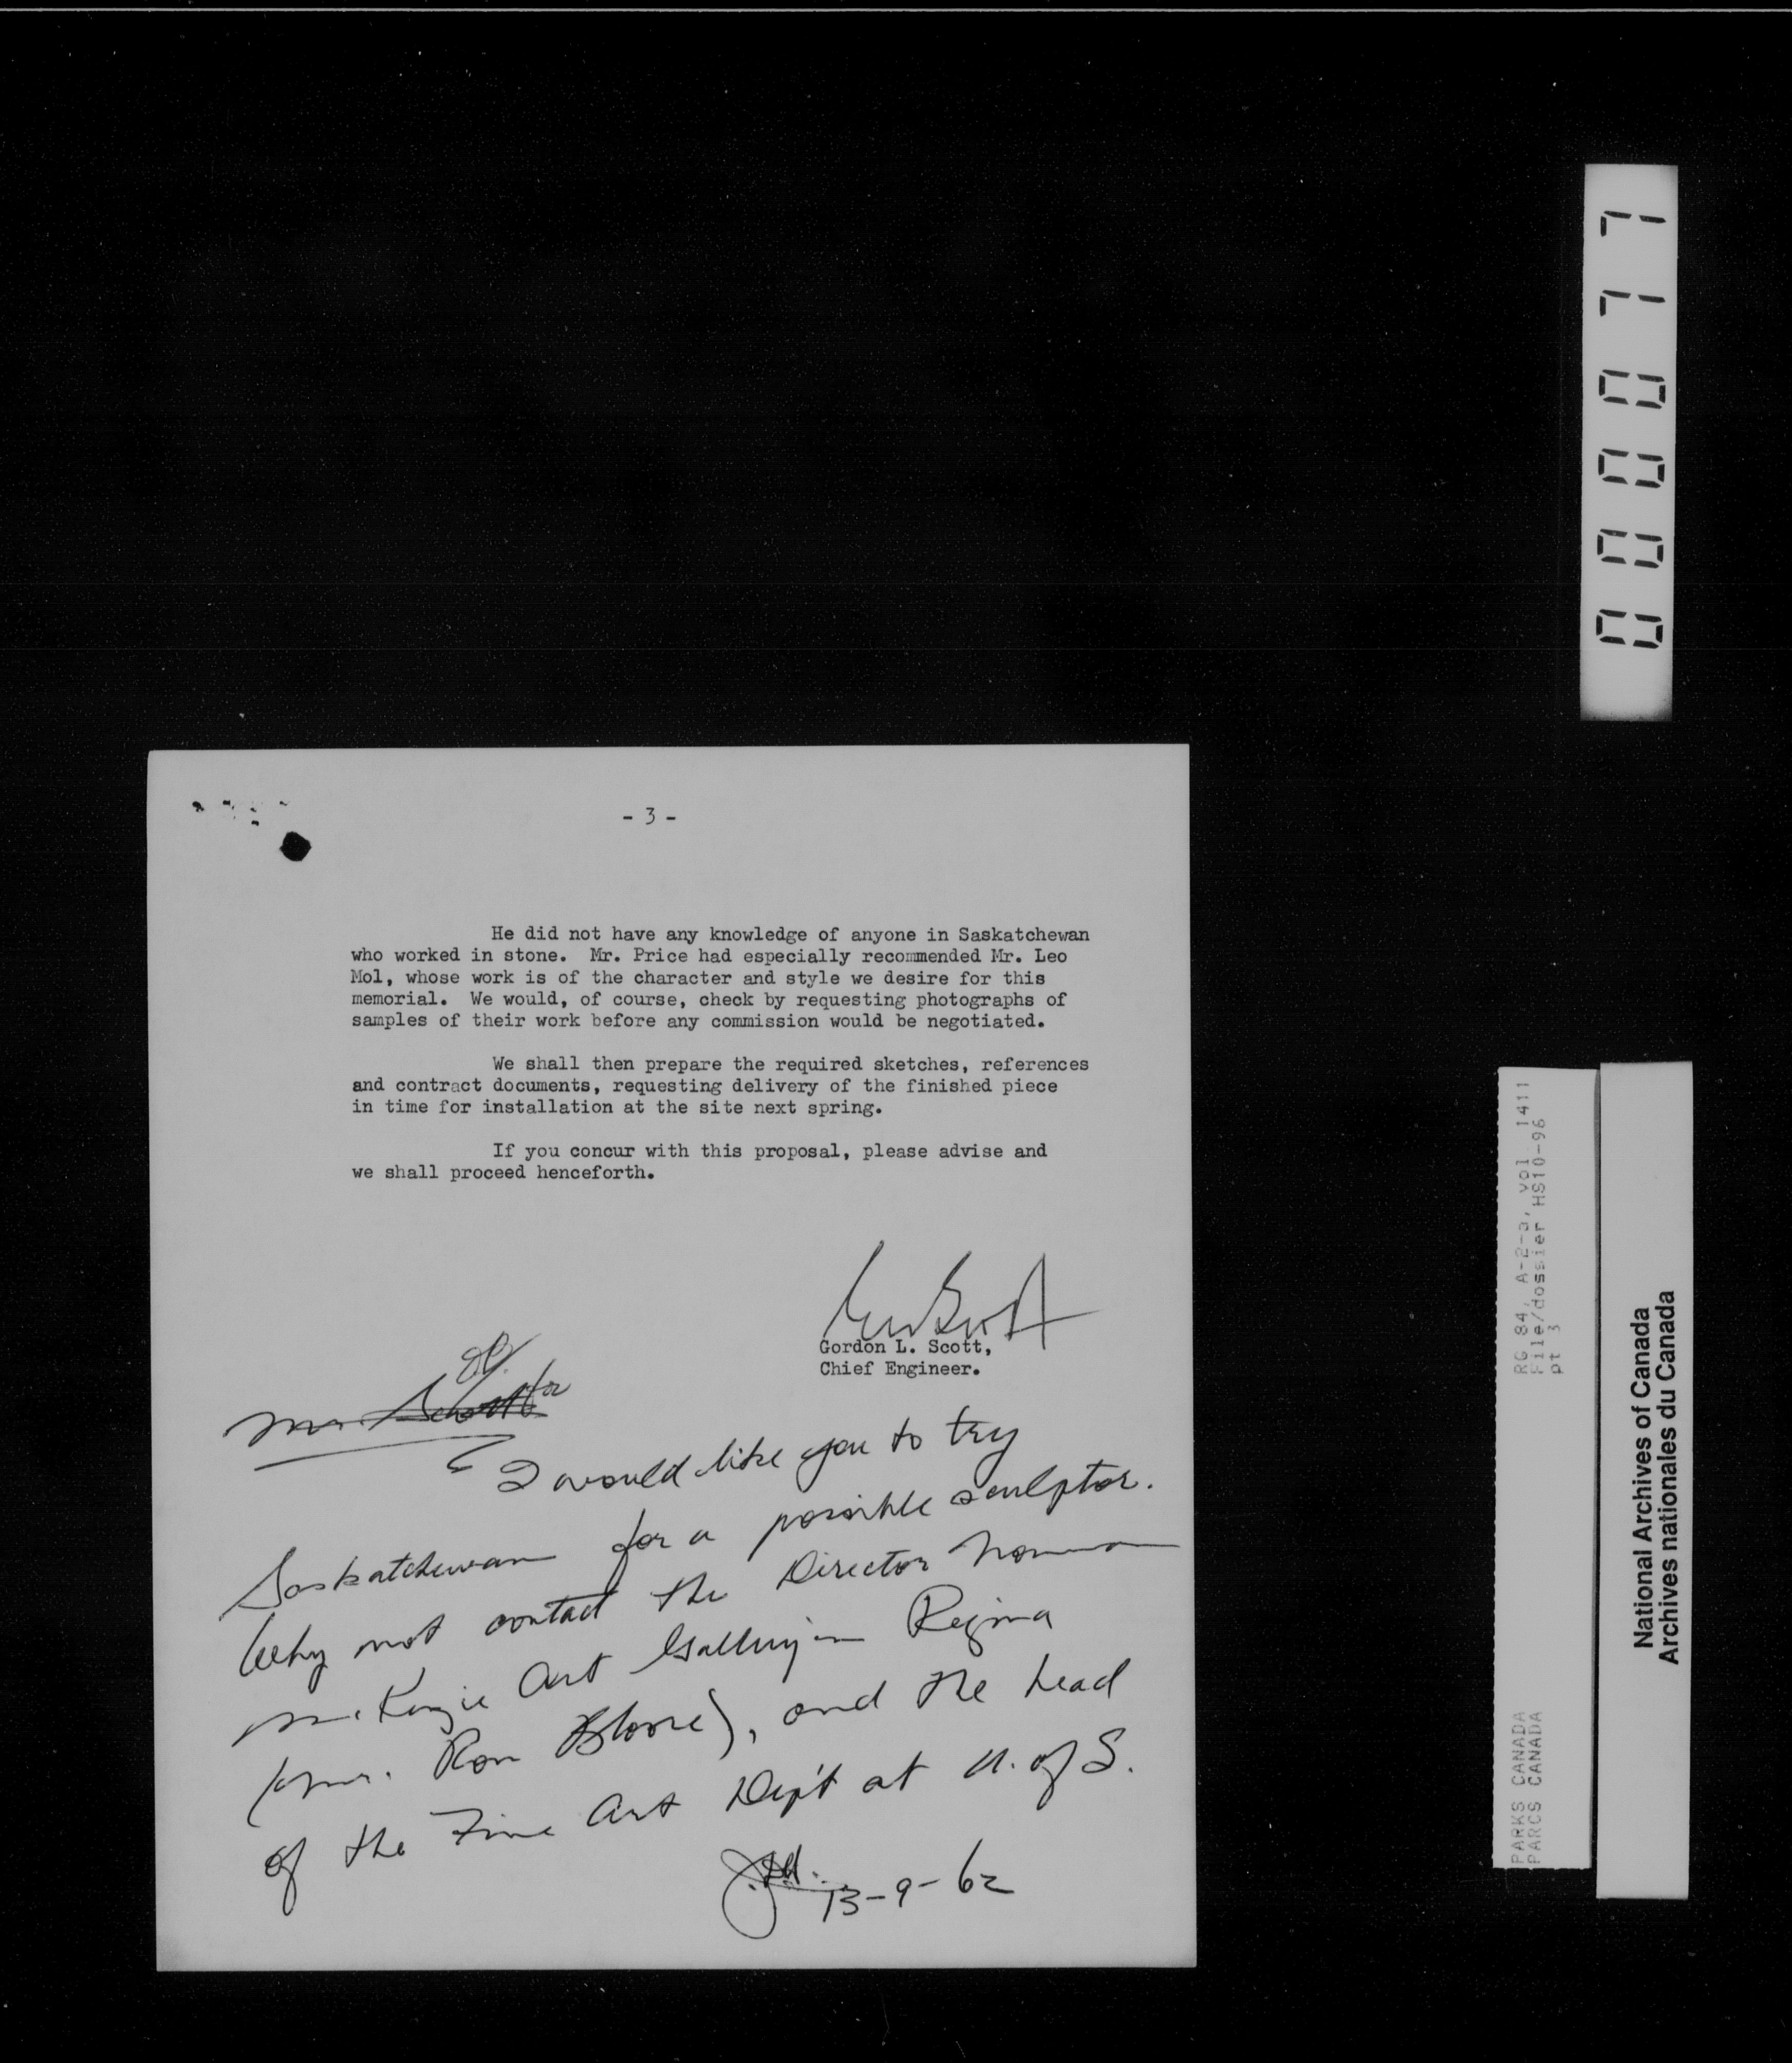 - 3 -
He did not have any knowledge of anyone in Saskatchewan
who worked in stone. Mr. Price had especially recommended Mr. Leo
Mol, whose work is of the character and style we desire for this
memorial. We would, of course, check by requesting photographs of
samples of their work before any commission would be negotiated.
We shall then prepare the required sketches, references
and contract documents, requesting delivery of the finished piece
in time for installation at the site next spring.
If you concur with this proposal, please advise and
we shall proceed henceforth.
Gordon L. Scott,
Chief Engineer.
Mr. Scott
I would like you to try
Saskatchewan for a possible sculptor.
Why not contact the Director Norman
McKenzie Art Gallery in Regina
(Mr. Ron Bloore), and the head
of the Fine Art Dep't at U. of S.
13-9-62
000077
RG 84, A-2-a, vol 1411
File/dossier HS10-96
pt 3
PARKS CANADA
PARCS CANADA
National Archives of Canada
Archives nationales du Canada